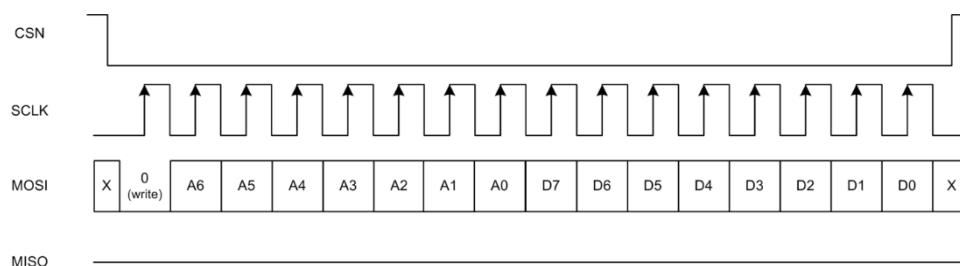 CSN
SCLK
MOSI X 0 (write) A6 A5 A4 A3 A2 A1 A0 D7 D6 D5 D4 D3 D2 D1 D0 X
MISO